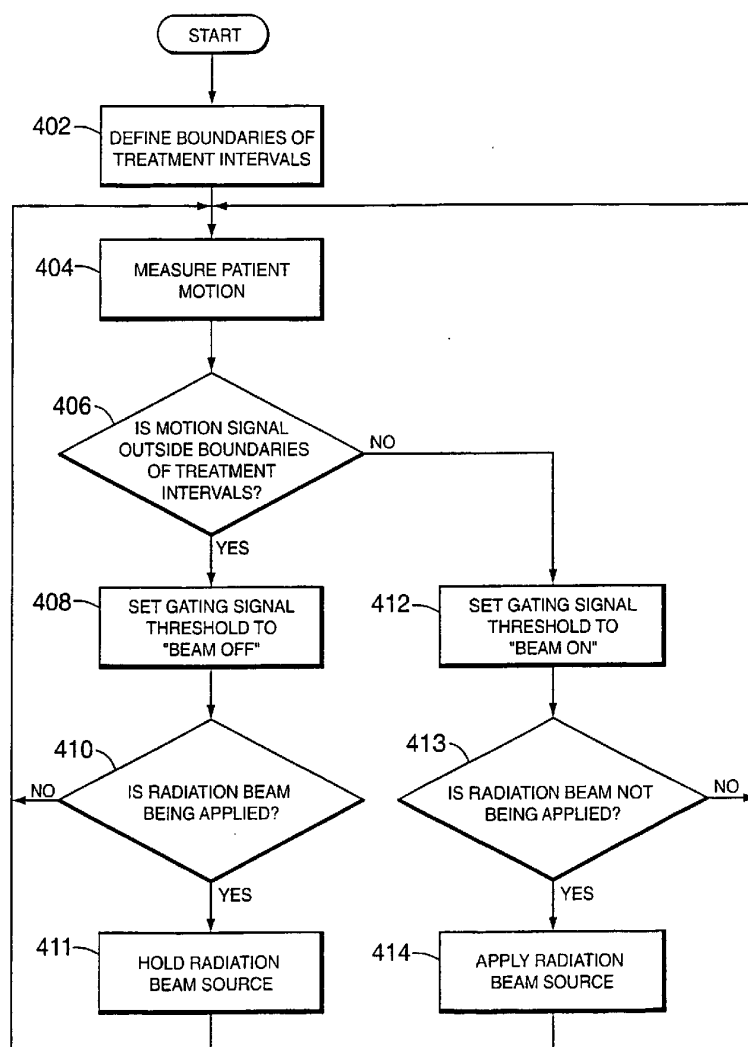 START
402
DEFINE BOUNDARIES OF
TREATMENT INTERVALS
404
MEASURE PATIENT
MOTION
406
IS MOTION SIGNAL
OUTSIDE BOUNDARIES
OF TREATMENT
INTERVALS?
NO
YES
408
SET GATING SIGNAL
THRESHOLD TO
"BEAM OFF"
412
SET GATING SIGNAL
THRESHOLD TO
"BEAM ON"
410
IS RADIATION BEAM
BEING APPLIED?
NO
YES
413
IS RADIATION BEAM NOT
BEING APPLIED?
NO
YES
411
HOLD RADIATION
BEAM SOURCE
414
APPLY RADIATION
BEAM SOURCE